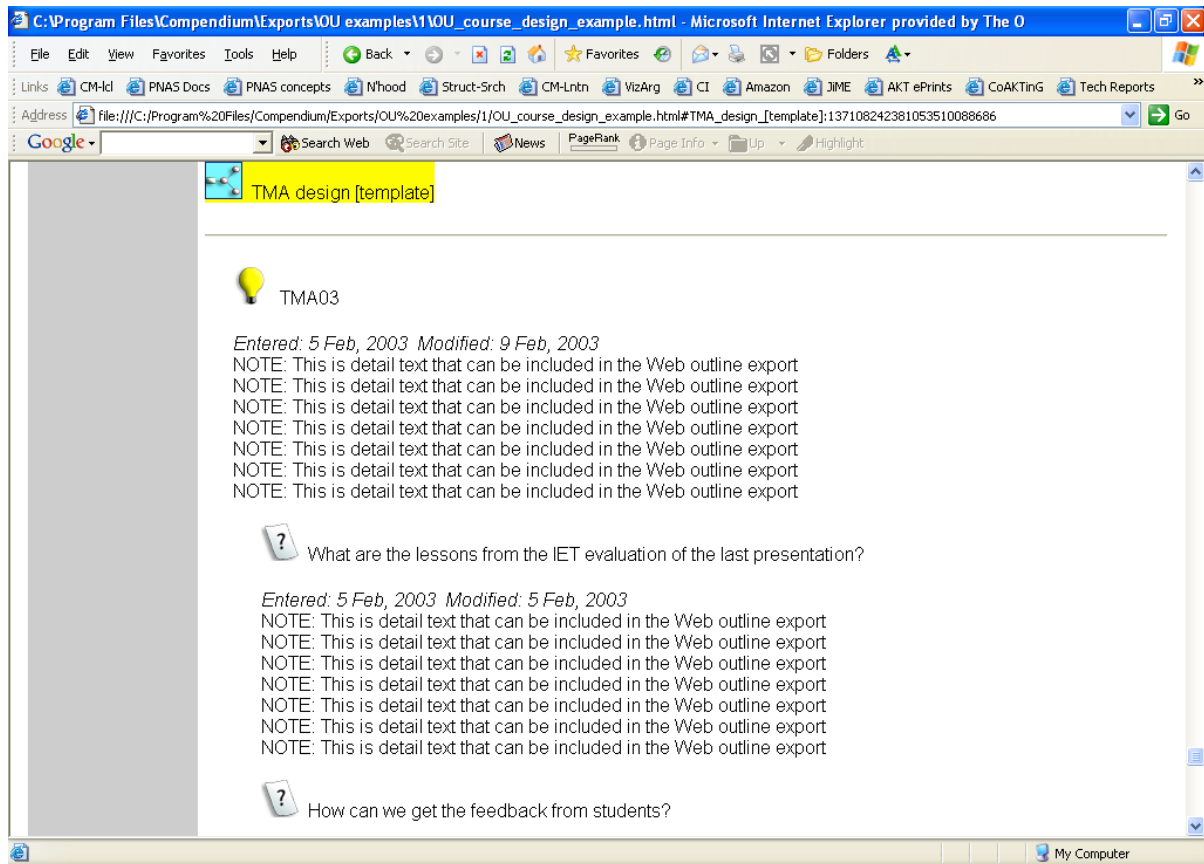 C:\Program Files\Compendium\Exports\OU examples\1\OU_course_design_example.html - Microsoft Internet Explorer provided by The O
File Edit View Favorites Tools Help Back Favorites Folders
Links CM-lcl PNAS Docs PNAS concepts N'hood Struct-Srch CM-Lntn VizArg CI Amazon JIME AKT ePrints CoAKTinG Tech Reports »
Address file:///C:/Program%20Files/Compendium/Exports/OU%20examples/1/OU_course_design_example.html#TMA_design_[template]:137108242381053510088686 Go
Google Search Web Search Site News PageRank Page Info Up Highlight
TMA design [template]
TMA03
Entered: 5 Feb, 2003 Modified: 9 Feb, 2003
NOTE: This is detail text that can be included in the Web outline export
NOTE: This is detail text that can be included in the Web outline export
NOTE: This is detail text that can be included in the Web outline export
NOTE: This is detail text that can be included in the Web outline export
NOTE: This is detail text that can be included in the Web outline export
NOTE: This is detail text that can be included in the Web outline export
NOTE: This is detail text that can be included in the Web outline export
? What are the lessons from the IET evaluation of the last presentation?
Entered: 5 Feb, 2003 Modified: 5 Feb, 2003
NOTE: This is detail text that can be included in the Web outline export
NOTE: This is detail text that can be included in the Web outline export
NOTE: This is detail text that can be included in the Web outline export
NOTE: This is detail text that can be included in the Web outline export
NOTE: This is detail text that can be included in the Web outline export
NOTE: This is detail text that can be included in the Web outline export
NOTE: This is detail text that can be included in the Web outline export
? How can we get the feedback from students?
My Computer